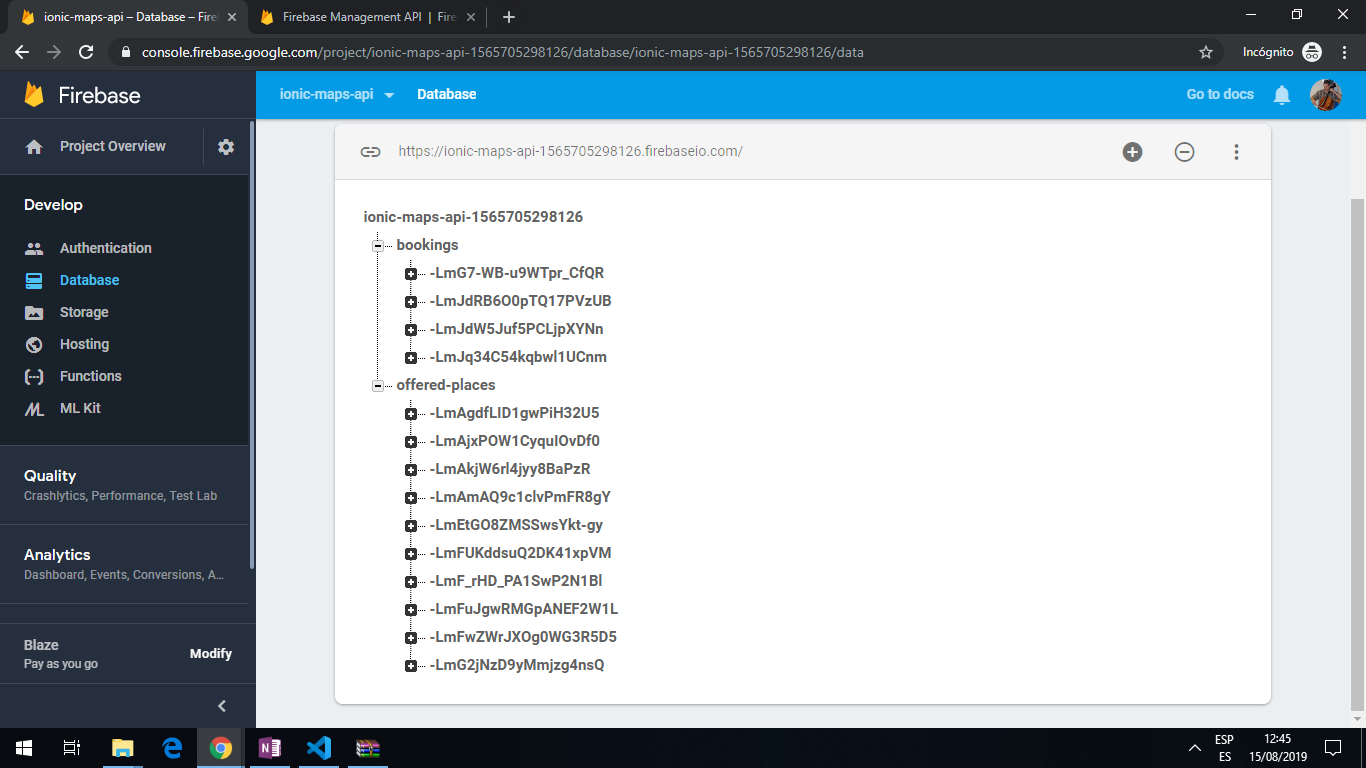 ionic-maps-api – Database – Fire
Firebase Management API | Fire
console.firebase.google.com/project/ionic-maps-api-1565705298126/database/ionic-maps-api-1565705298126/data
Incógnito
Firebase
ionic-maps-api
Database
Go to docs
Project Overview
Develop
Authentication
Database
Storage
Hosting
Functions
ML Kit
Quality
Crashlytics, Performance, Test Lab
Analytics
Dashboard, Events, Conversions, A...
Blaze
Pay as you go
Modify
https://ionic-maps-api-1565705298126.firebaseio.com/
ionic-maps-api-1565705298126
bookings
-LmG7-WB-u9WTpr_CfQR
-LmJdRB6O0pTQ17PVzUB
-LmJdW5Juf5PCLjpXYNn
-LmJq34C54kqbwl1UCnm
offered-places
-LmAgdfLID1gwPiH32U5
-LmAjxPOW1CyquIOvDf0
-LmAkjW6rl4jyy8BaPzR
-LmAmAQ9c1clvPmFR8gY
-LmEtGO8ZMSSwsYkt-gy
-LmFUKddsuQ2DK41xpVM
-LmF_rHD_PA1SwP2N1Bl
-LmFuJgwRMGpANEF2W1L
-LmFwZWrJXOg0WG3R5D5
-LmG2jNzD9yMmjzg4nsQ
ESP
ES
12:45
15/08/2019